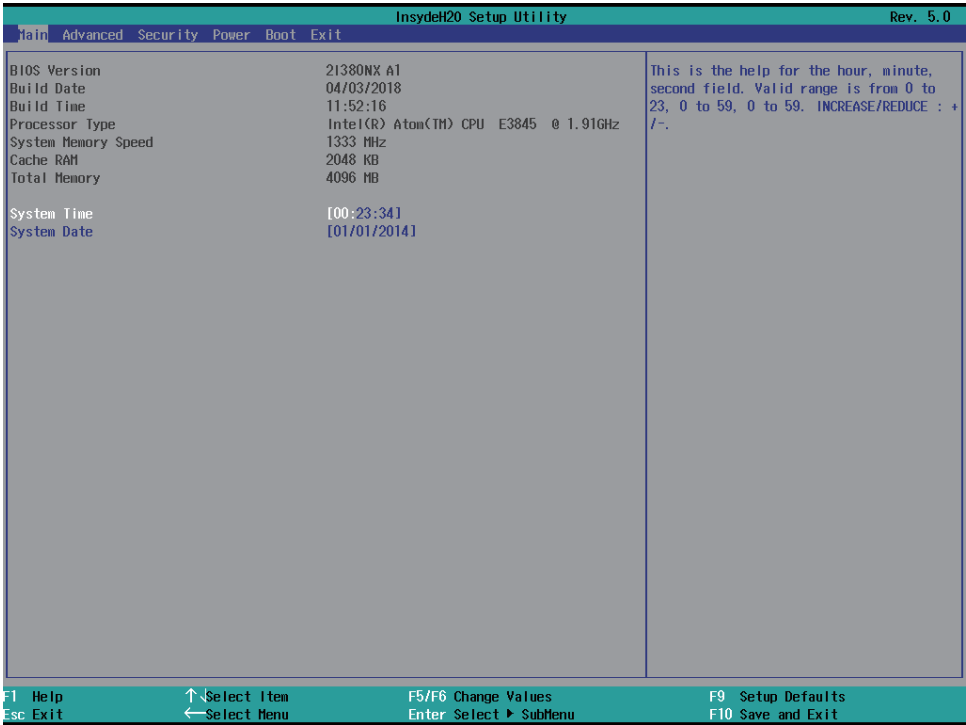 InsydeH20 Setup Utility Rev. 5.0
Main Advanced Security Power Boot Exit
BIOS Version 2I380NX A1
Build Date 04/03/2018
Build Time 11:52:16
Processor Type Intel(R) Atom(TM) CPU E3845 @ 1.91GHz
System Memory Speed 1333 MHz
Cache RAM 2048 KB
Total Memory 4096 MB
System Time [00:23:34]
System Date [01/01/2014]
This is the help for the hour, minute,
second field. Valid range is from 0 to
23, 0 to 59, 0 to 59. INCREASE/REDUCE : +
/-.
F1 Help ↑↓Select Item F5/F6 Change Values F9 Setup Defaults
Esc Exit ←Select Menu Enter Select ▶ SubMenu F10 Save and Exit